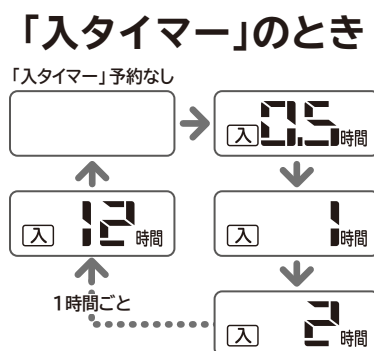 「入タイマー」のとき
「入タイマー」予約なし
入 0.5 時間
入 12 時間
入 1 時間
1時間ごと
入 2 時間